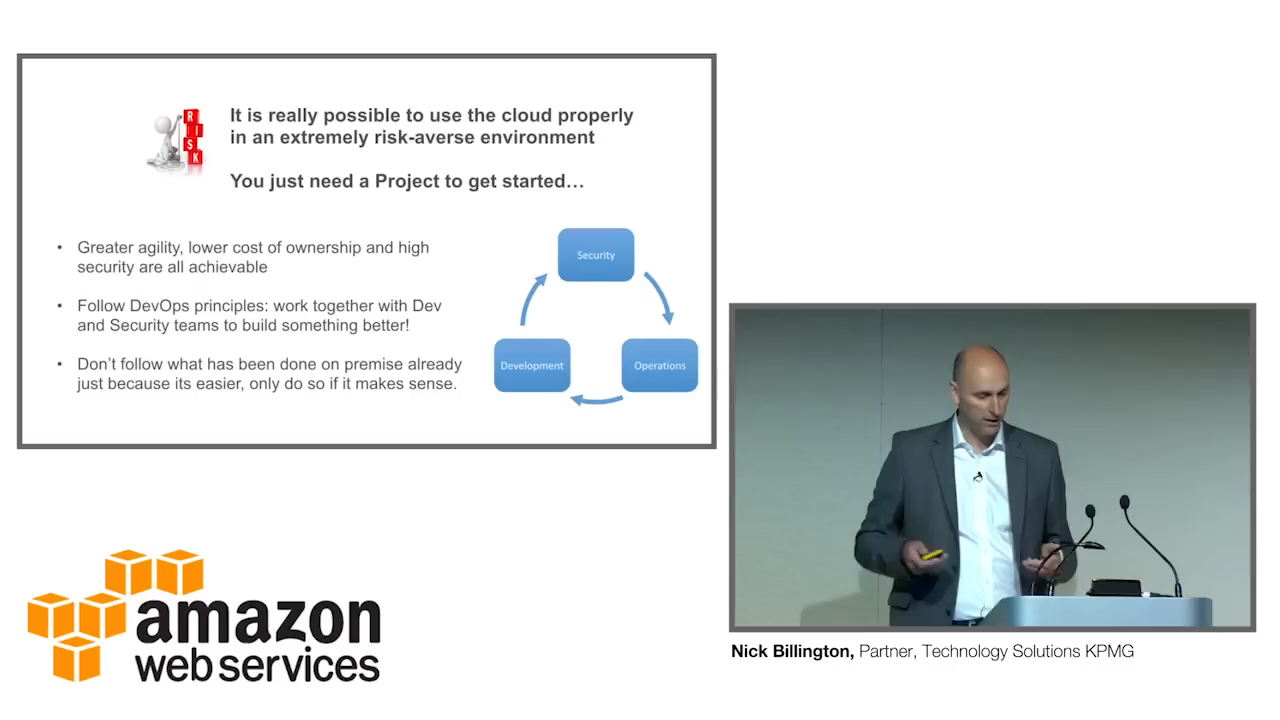 It is really possible to use the cloud properly
in an extremely risk-averse environment
You just need a Project to get started…
R
I
S
K
• Greater agility, lower cost of ownership and high
security are all achievable
• Follow DevOps principles: work together with Dev
and Security teams to build something better!
• Don't follow what has been done on premise already
just because its easier, only do so if it makes sense.
Security
Development
Operations
amazon
web services
Nick Billington, Partner, Technology Solutions KPMG